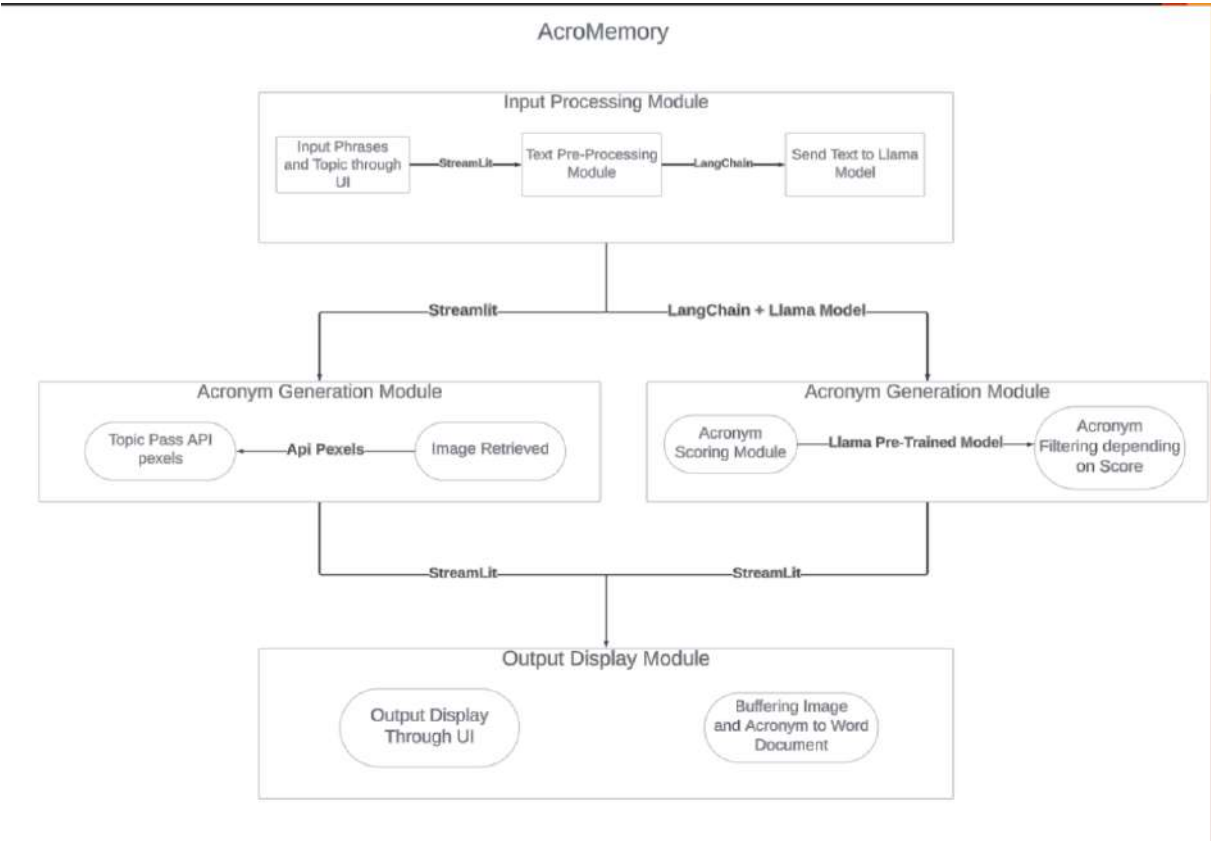 AcroMemory
Input Processing Module
Input Phrases
and Topic through
UI
StreamLit
Text Pre-Processing
Module
LangChain
Send Text to Llama
Model
Streamlit
LangChain + Llama Model
Acronym Generation Module
Topic Pass API
pexels
Api Pexels
Image Retrieved
Acronym Generation Module
Acronym
Scoring Module
Llama Pre-Trained Model
Acronym
Filtering depending
on Score
StreamLit
StreamLit
Output Display Module
Output Display
Through UI
Buffering Image
and Acronym to Word
Document